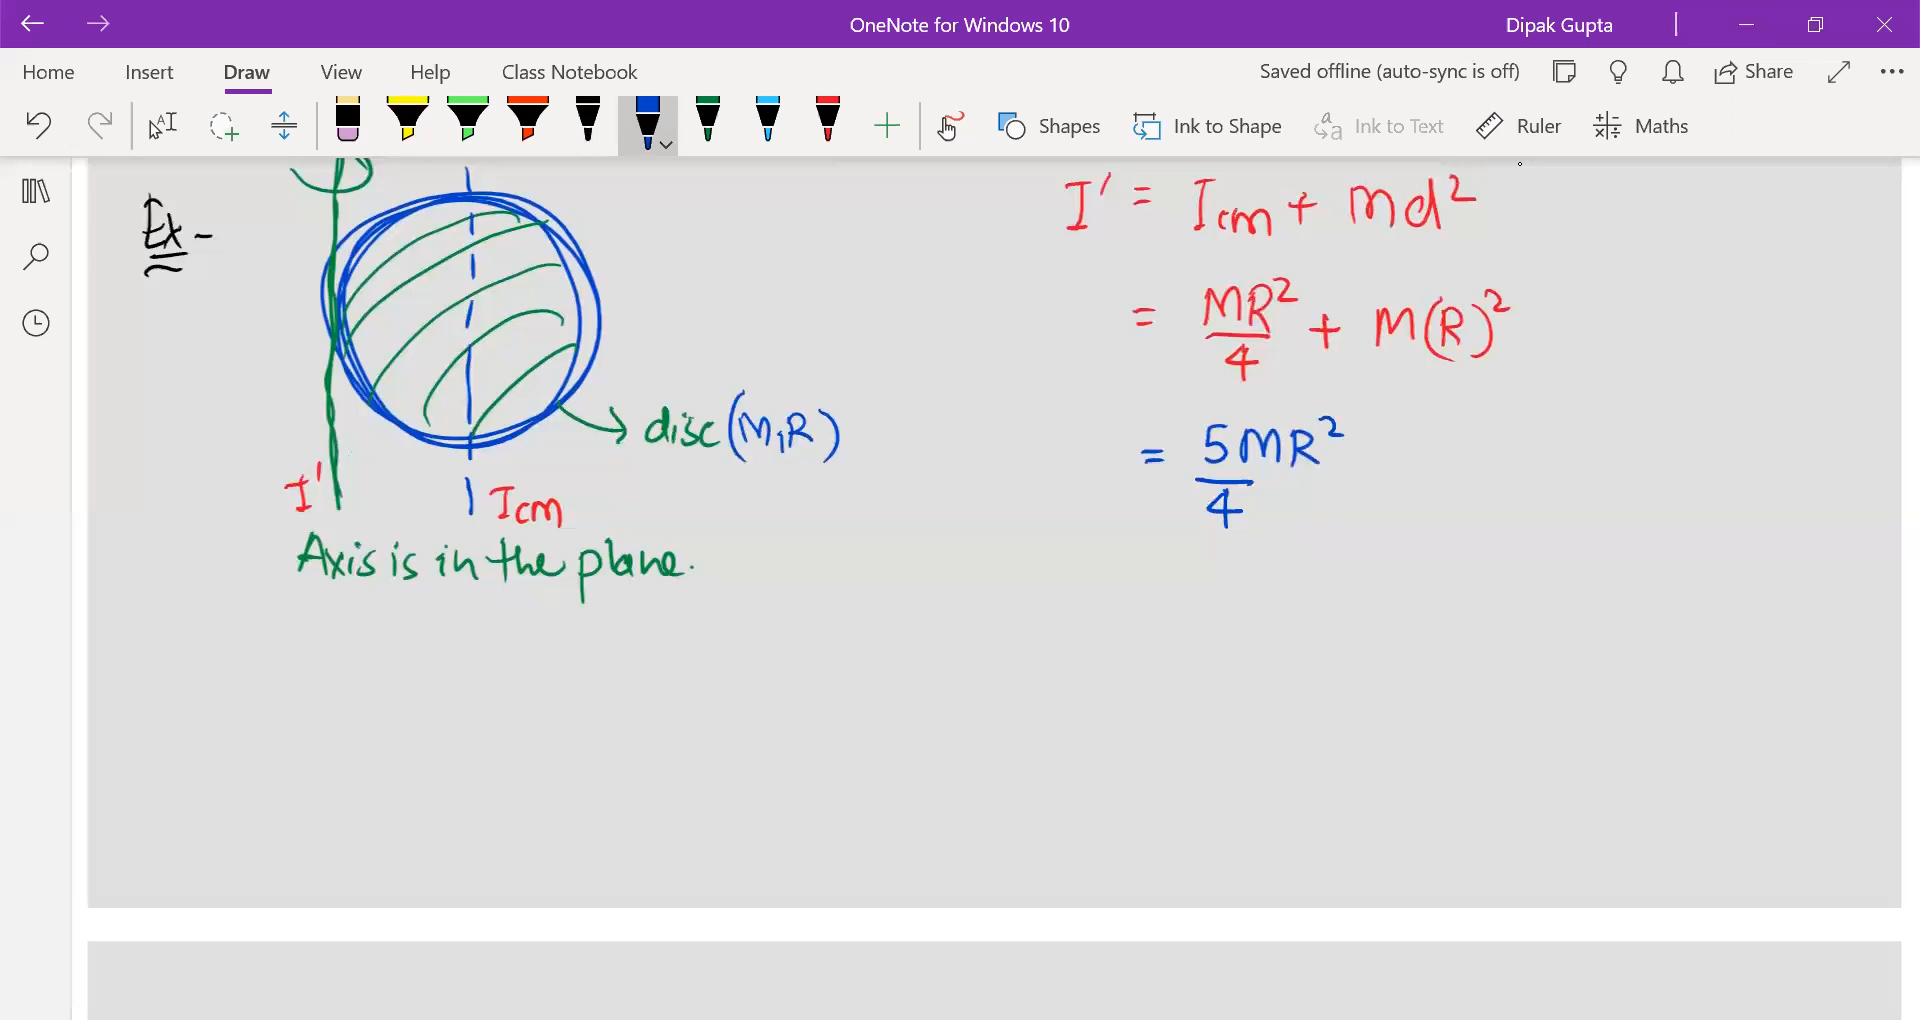 OneNote for Windows 10
Dipak Gupta
Home Insert Draw View Help Class Notebook
Saved offline (auto-sync is off) Share
Shapes Ink to Shape Ink to Text Ruler Maths
Ex -
I' = Icm + md²
= MR²/4 + M(R)²
disc (M,R)
= 5MR²/4
I'
Icm
Axis is in the plane.